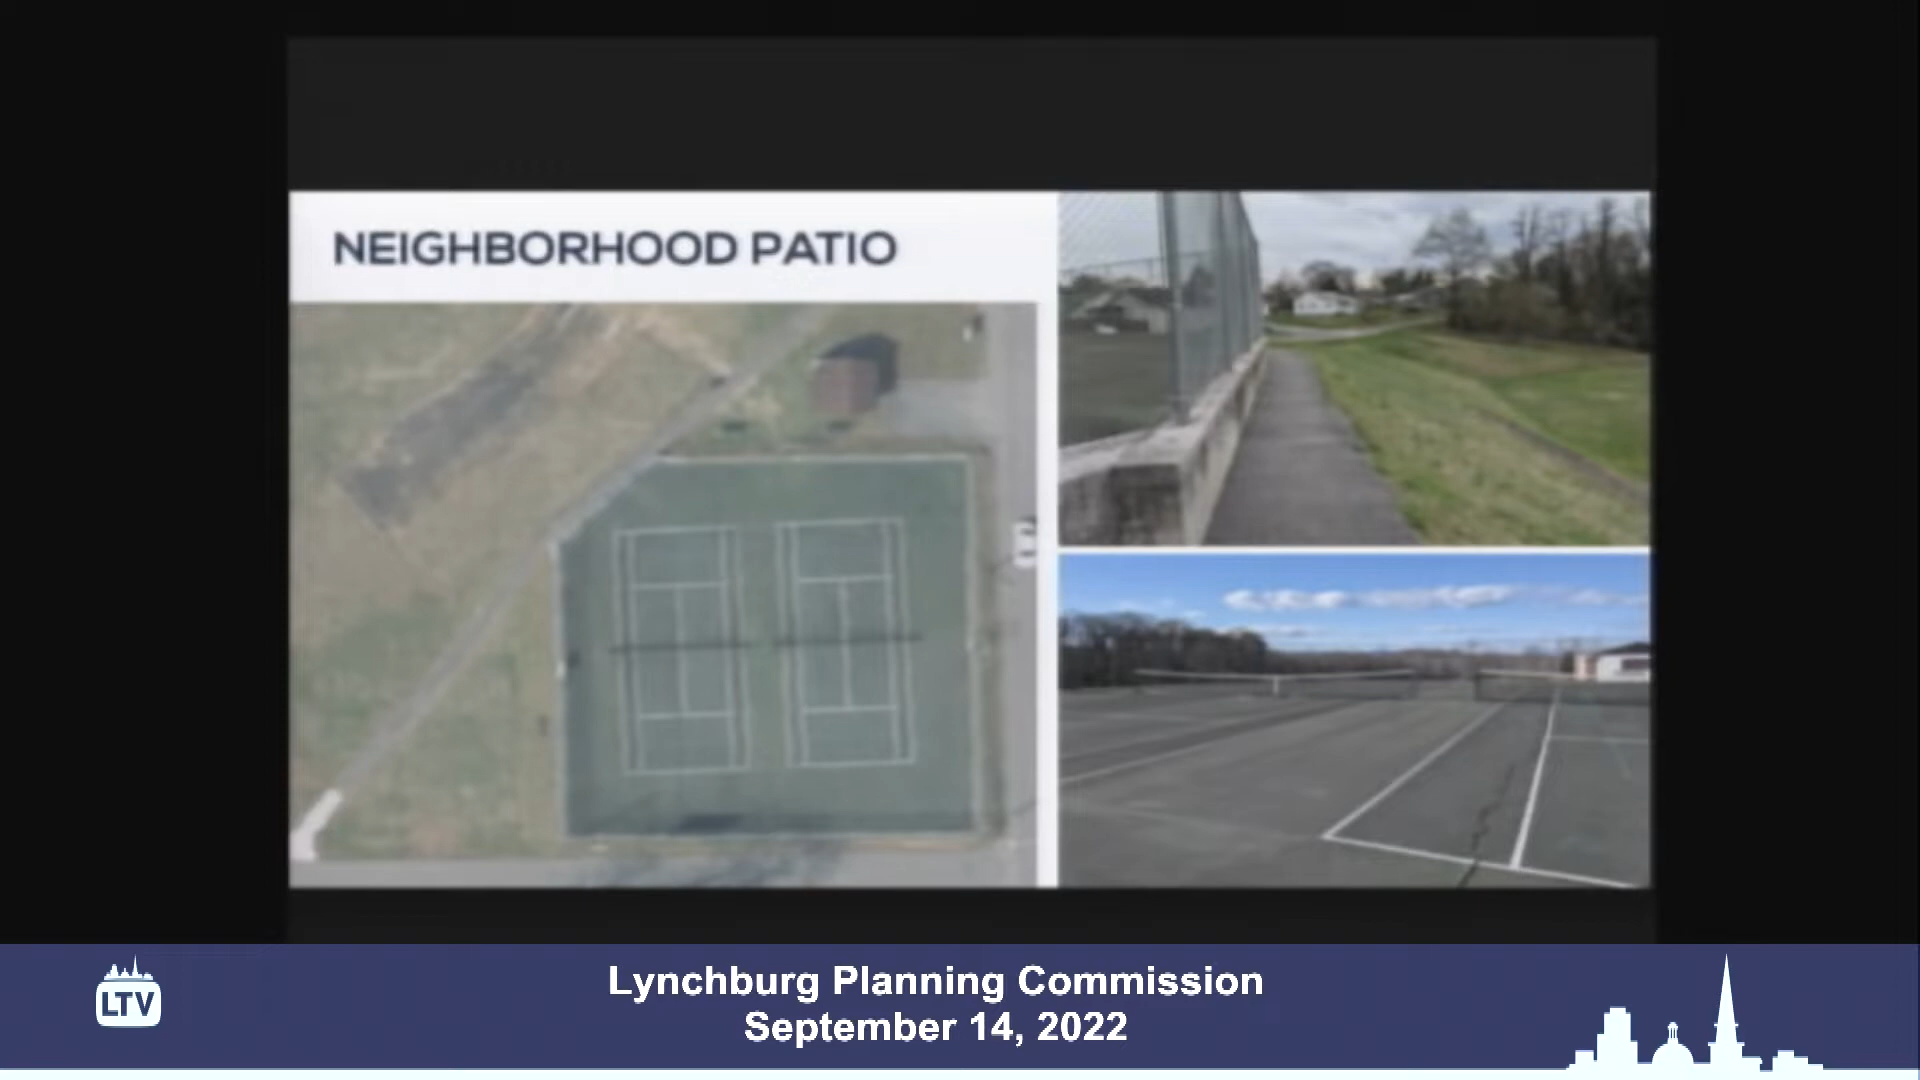 NEIGHBORHOOD PATIO
LTV
Lynchburg Planning Commission
September 14, 2022